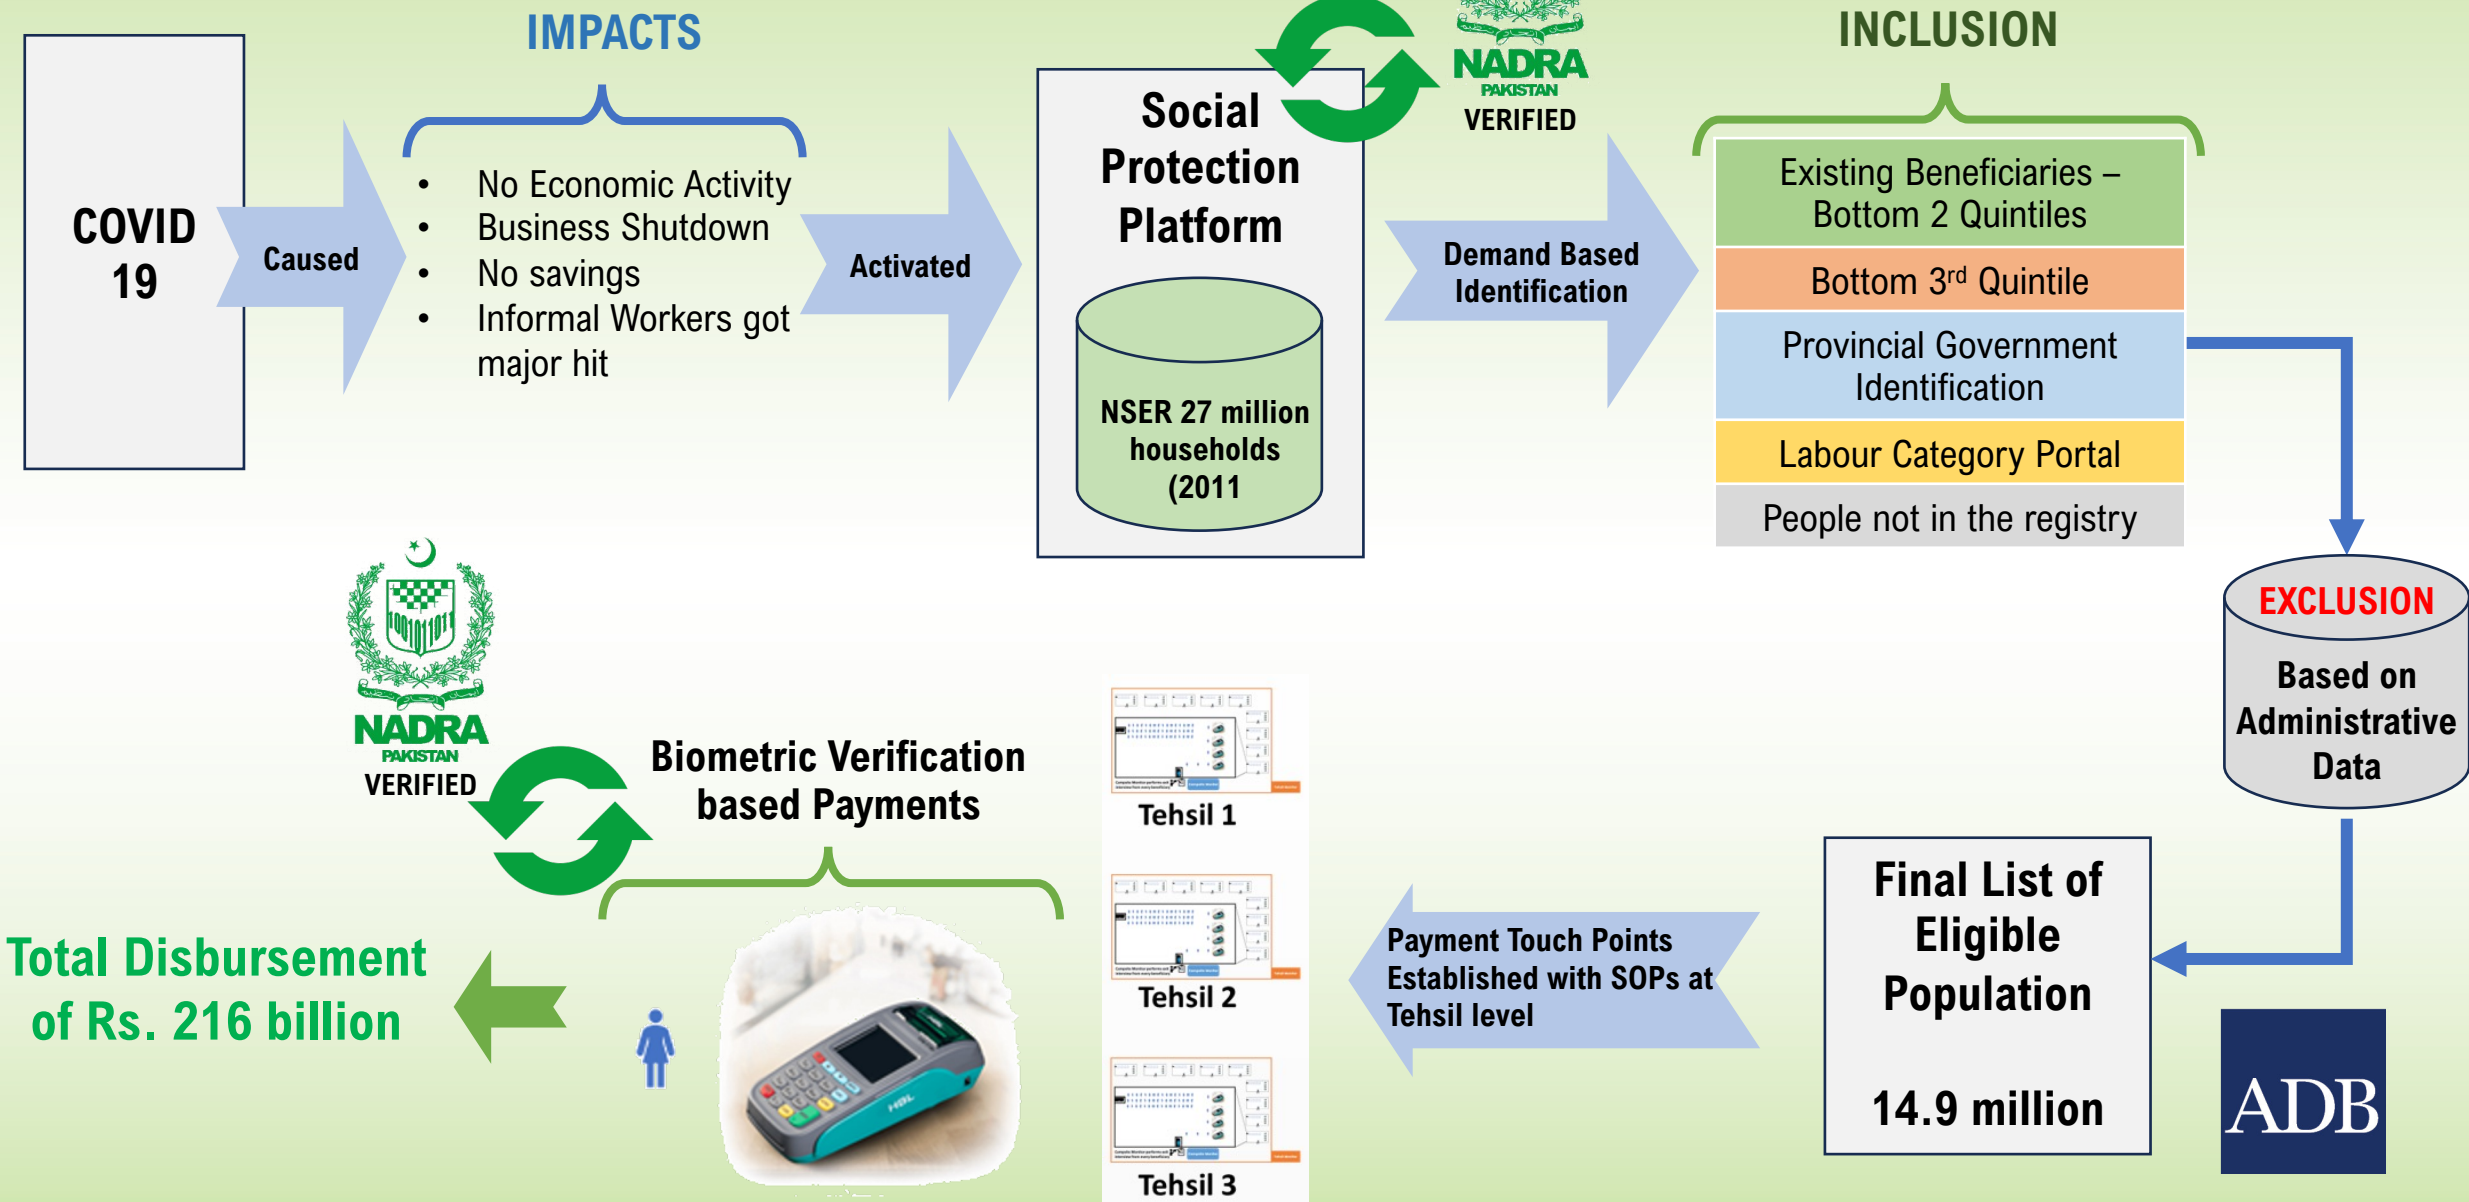 IMPACTS
INCLUSION
COVID
19
Caused
• No Economic Activity
• Business Shutdown
• No savings
• Informal Workers got
major hit
Activated
Social
Protection
Platform
NSER 27 million
households
(2011
NADRA
PAKISTAN
VERIFIED
Demand Based
Identification
Existing Beneficiaries –
Bottom 2 Quintiles
Bottom 3rd Quintile
Provincial Government
Identification
Labour Category Portal
People not in the registry
EXCLUSION
Based on
Administrative
Data
Final List of
Eligible
Population
14.9 million
ADB
Payment Touch Points
Established with SOPs at
Tehsil level
Tehsil 1
Tehsil 2
Tehsil 3
Biometric Verification
based Payments
HBL
1001011011
NADRA
PAKISTAN
VERIFIED
Total Disbursement
of Rs. 216 billion